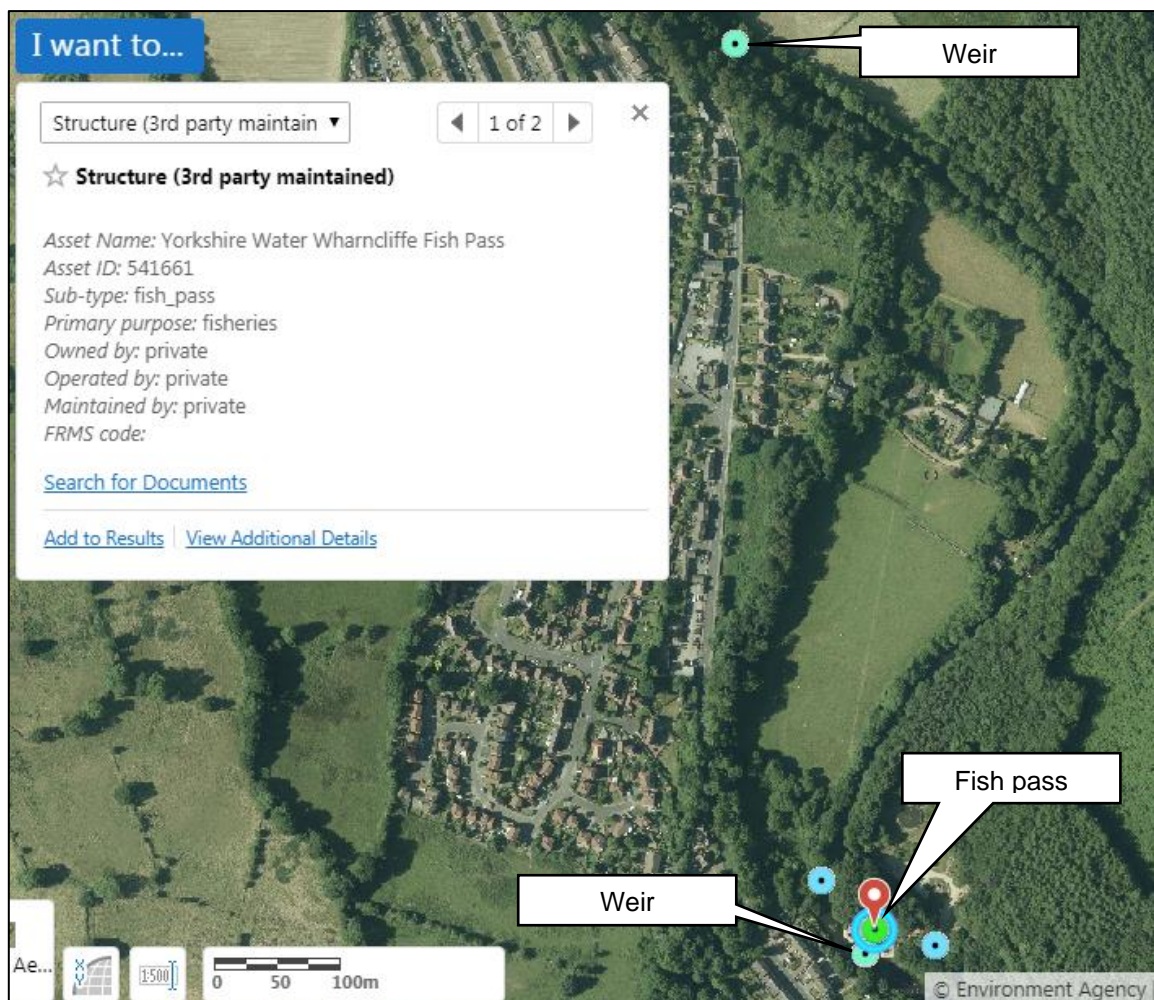 I want to...
Weir
Structure (3rd party maintain
1 of 2
Structure (3rd party maintained)
Asset Name: Yorkshire Water Wharncliffe Fish Pass
Asset ID: 541661
Sub-type: fish_pass
Primary purpose: fisheries
Owned by: private
Operated by: private
Maintained by: private
FRMS code:
Search for Documents
Add to Results View Additional Details
Fish pass
Weir
Ae...
X
Y
1:500
0 50 100m
© Environment Agency